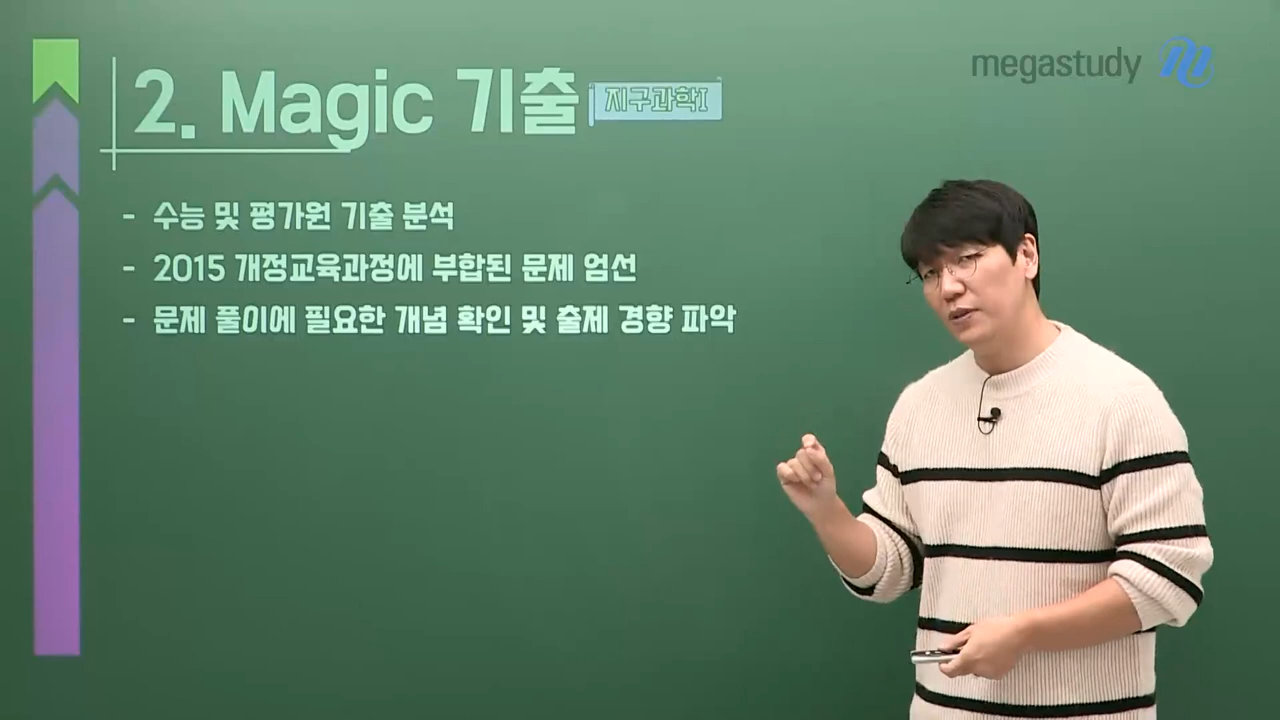 megastudy
2. Magic 기출 지구과학I
- 수능 및 평가원 기출 분석
- 2015 개정교육과정에 부합된 문제 엄선
- 문제 풀이에 필요한 개념 확인 및 출제 경향 파악